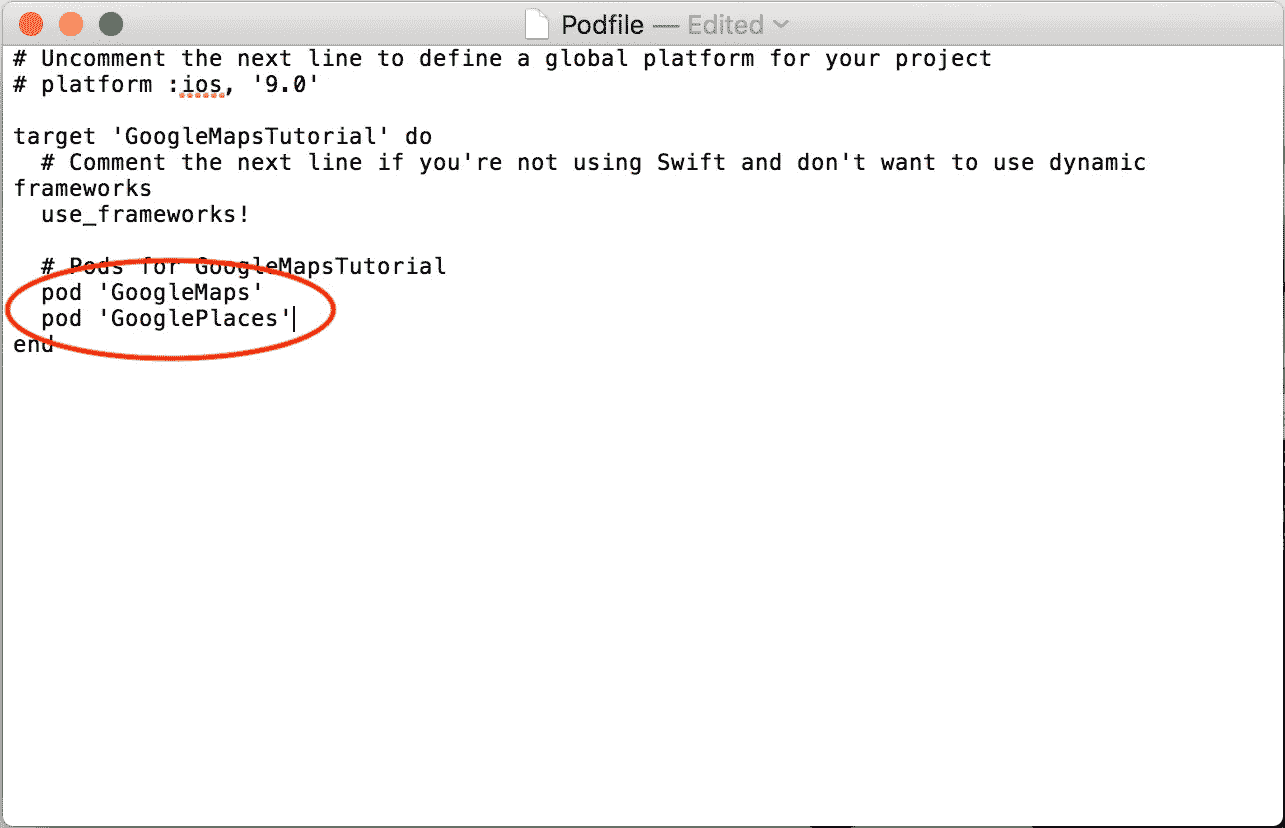 Podfile — Edited
# Uncomment the next line to define a global platform for your project
# platform :ios, '9.0'
target 'GoogleMapsTutorial' do
# Comment the next line if you're not using Swift and don't want to use dynamic
frameworks
use_frameworks!
# Pods for GoogleMapsTutorial
pod 'GoogleMaps'
pod 'GooglePlaces'
end